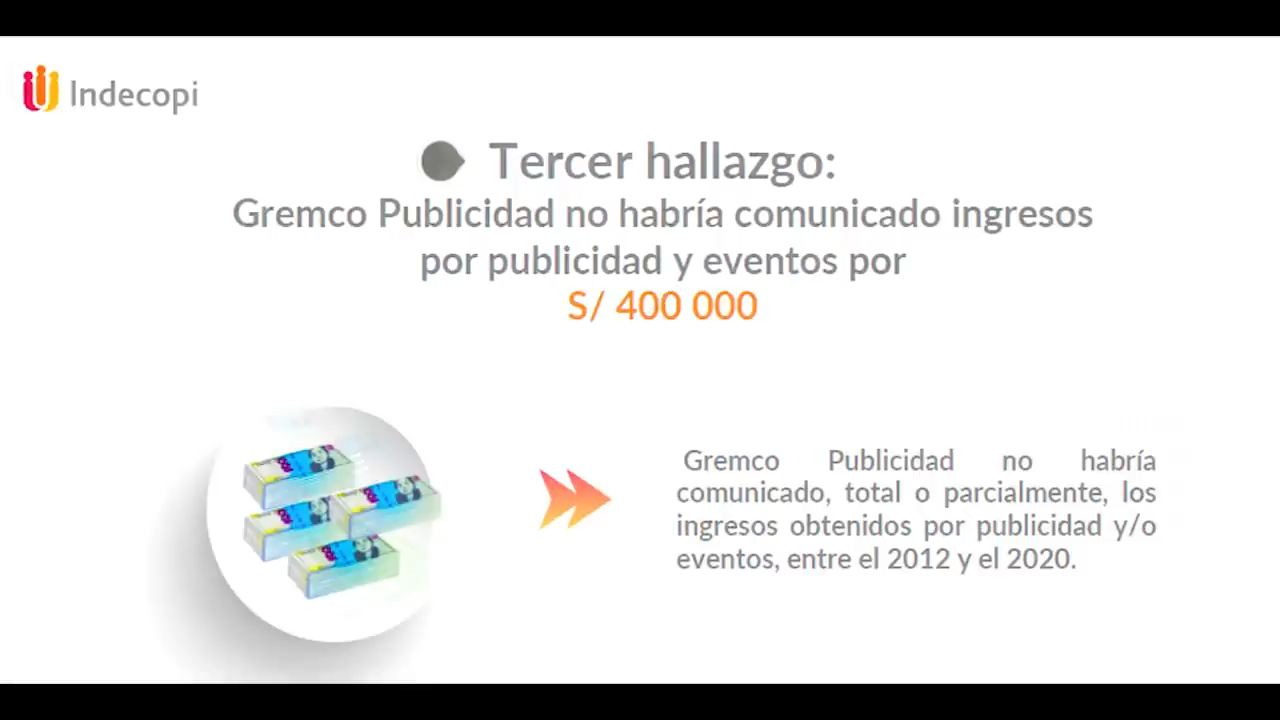 Indecopi
Tercer hallazgo:
Gremco Publicidad no habría comunicado ingresos
por publicidad y eventos por
S/ 400 000
Gremco Publicidad no habría
comunicado, total o parcialmente, los
ingresos obtenidos por publicidad y/o
eventos, entre el 2012 y el 2020.